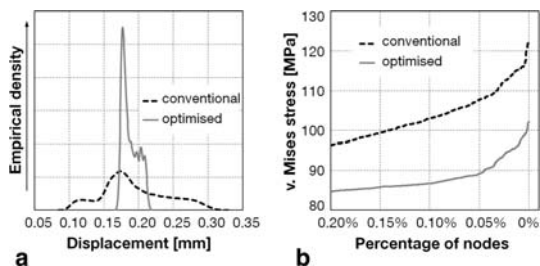 Empirical density
conventional
optimised
0.05 0.10 0.15 0.20 0.25 0.30 0.35
a Displacement [mm]
v. Mises stress [MPa]
130
120
110
100
90
80
conventional
optimised
0.20% 0.15% 0.10% 0.05% 0%
b Percentage of nodes